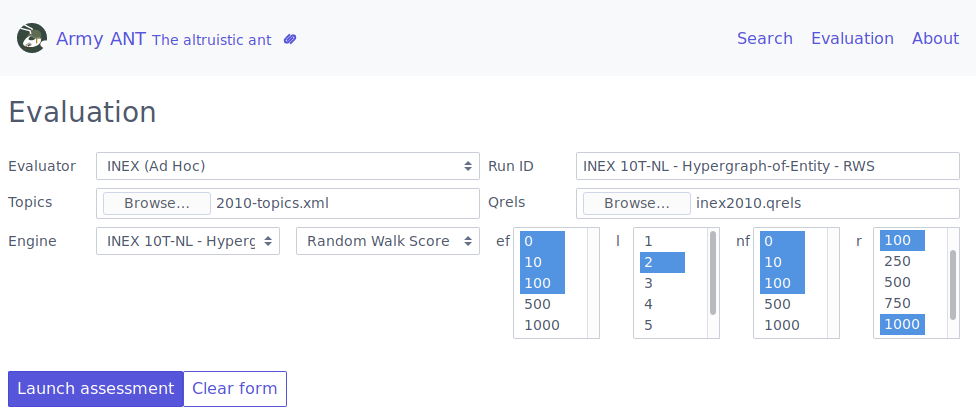 Army ANT The altruistic ant Search Evaluation About
Evaluation
Evaluator INEX (Ad Hoc) Run ID INEX 10T-NL - Hypergraph-of-Entity - RWS
Topics Browse... 2010-topics.xml Qrels Browse... inex2010.qrels
Engine INEX 10T-NL - Hyperg Random Walk Score ef 0 l 1 nf 0 r 100
10 2 10 250
100 3 100 500
500 4 500 750
1000 5 1000 1000
Launch assessment Clear form